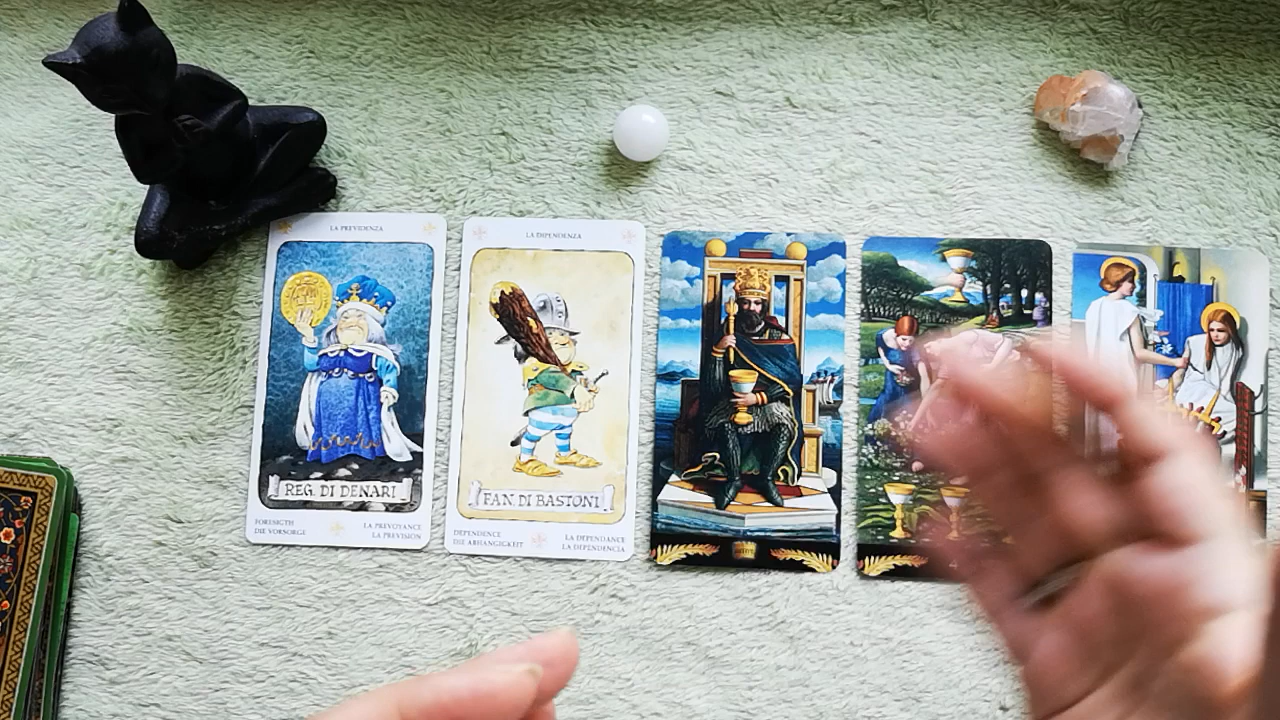 LA PREVIDENZA
REG. DI DENARI
FORESIGTH
DIE VORSORGE
LA PREVOYANCE
LA PREVISION
LA DIPENDENZA
FAN. DI BASTONI
DEPENDENCE
DIE ABHANGIGKEIT
LA DEPENDANCE
LA DEPENDENCIA